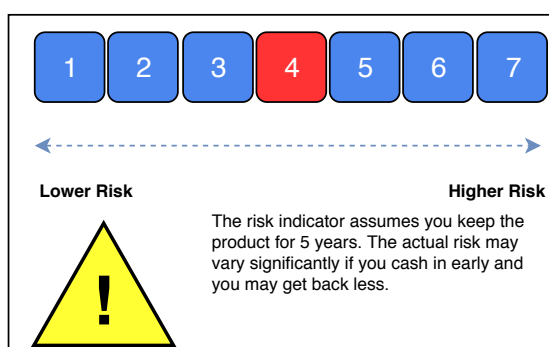 1 2 3 4 5 6 7
Lower Risk Higher Risk
The risk indicator assumes you keep the
product for 5 years. The actual risk may
vary significantly if you cash in early and
you may get back less.
!